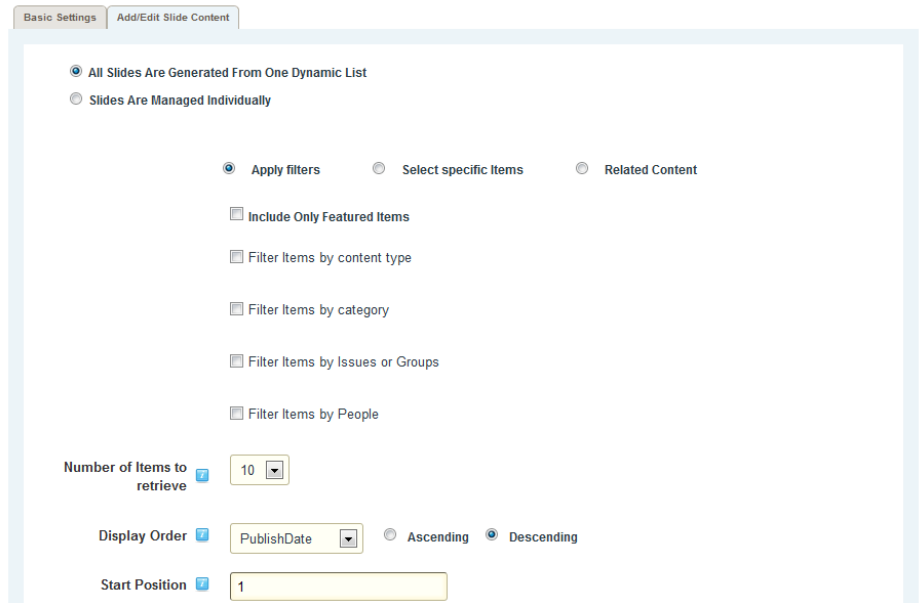 Basic Settings
Add/Edit Slide Content
All Slides Are Generated From One Dynamic List
Slides Are Managed Individually
Apply filters
Select specific Items
Related Content
Include Only Featured Items
Filter Items by content type
Filter Items by category
Filter Items by Issues or Groups
Filter Items by People
Number of Items to
retrieve
10
Display Order
PublishDate
Ascending
Descending
Start Position
1